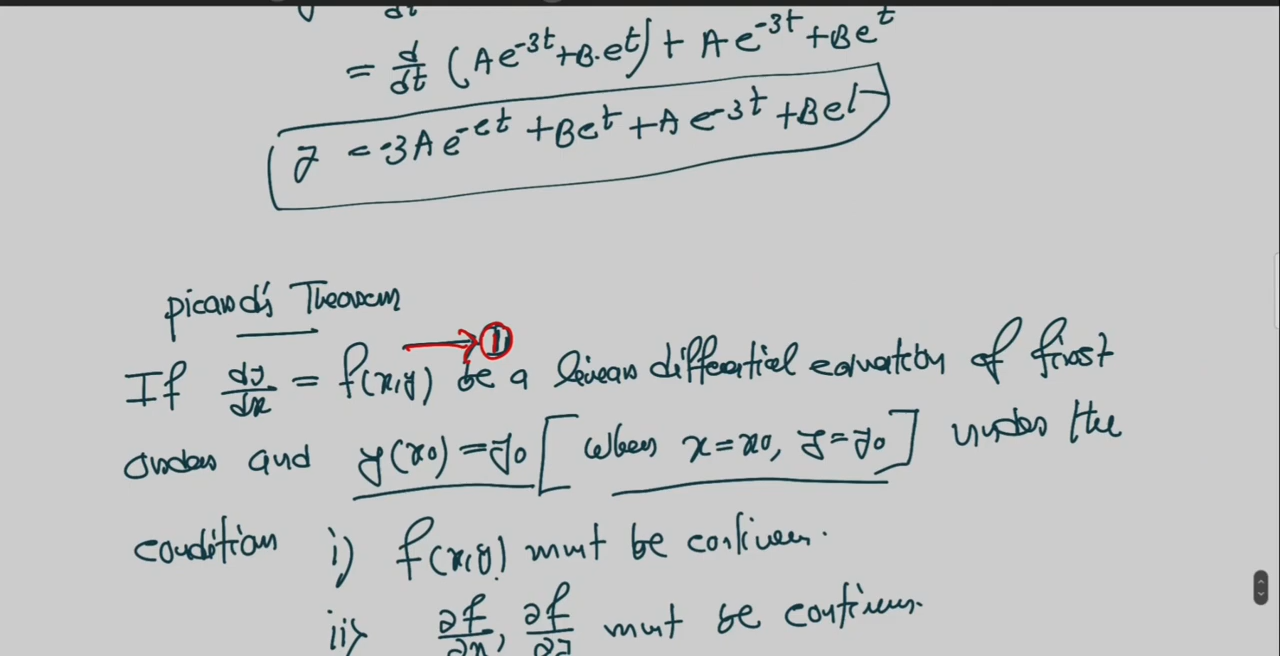 = d/dt (Ae^-3t + B.e^t) + Ae^-3t + Be^t
y = -3Ae^-et + Be^t + Ae^-3t + Be^t
picard's Theorem
→ ①
If dy/dx = f(x,y) be a linear differential equation of first
order and y(x0) = y0 [when x = x0, y = y0] under the
condition i) f(x,y) must be continuous.
ii) ∂f/∂x, ∂f/∂y must be continuous.